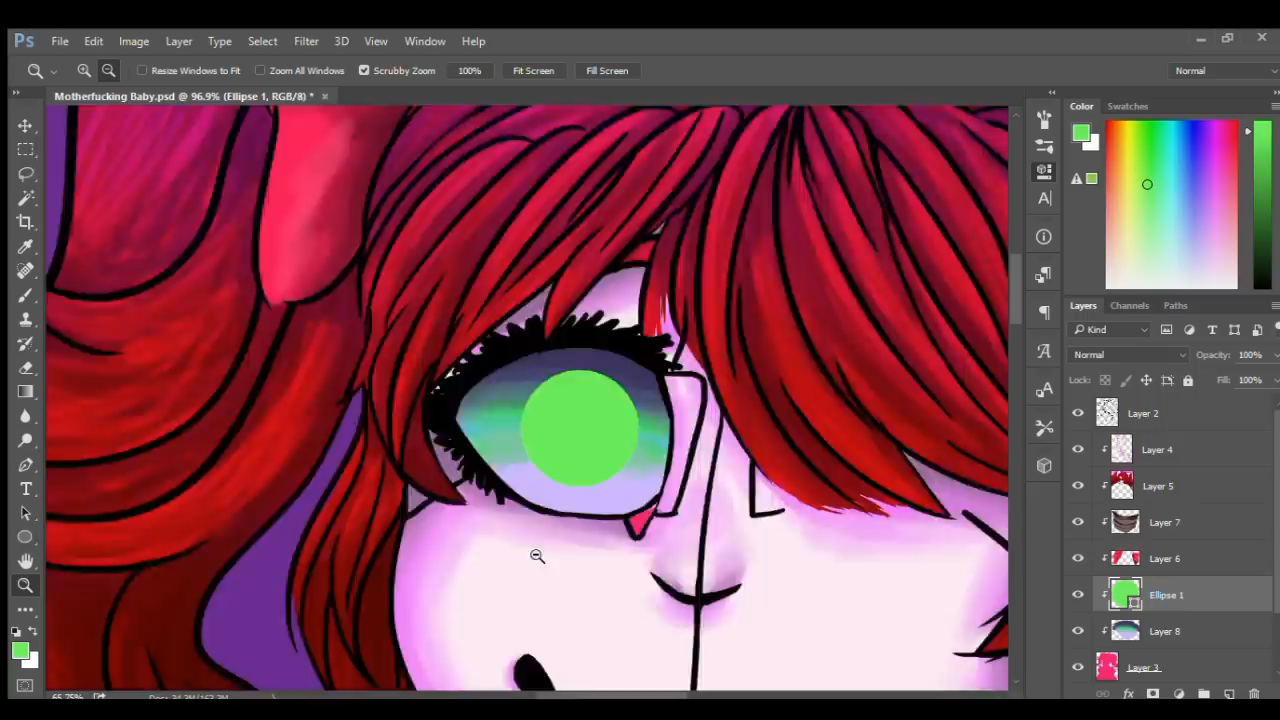 Ps File Edit Image Layer Type Select Filter 3D View Window Help
Resize Windows to Fit Zoom All Windows Scrubby Zoom 100% Fit Screen Fill Screen Normal
Motherfucking Baby.psd @ 96.9% (Ellipse 1, RGB/8) * ×
Color Swatches
Layers Channels Paths
Kind
Normal Opacity: 100%
Lock: Fill: 100%
Layer 2
Layer 4
Layer 5
Layer 7
Layer 6
Ellipse 1
Layer 8
Layer 3
65.75%